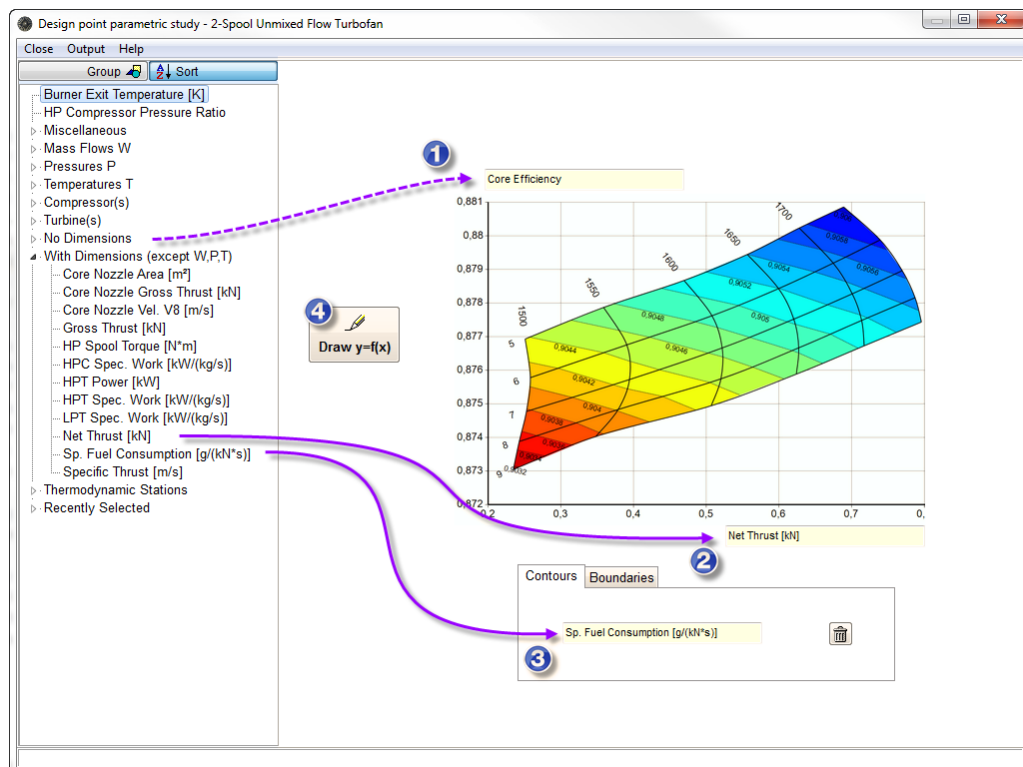 Design point parametric study - 2-Spool Unmixed Flow Turbofan
Close Output Help
Group
A Z Sort
Burner Exit Temperature [K]
HP Compressor Pressure Ratio
Miscellaneous
Mass Flows W
Pressures P
Temperatures T
Compressor(s)
Turbine(s)
No Dimensions
With Dimensions (except W,P,T)
Core Nozzle Area [m²]
Core Nozzle Gross Thrust [kN]
Core Nozzle Vel. V8 [m/s]
Gross Thrust [kN]
HP Spool Torque [N*m]
HPC Spec. Work [kW/(kg/s)]
HPT Power [kW]
HPT Spec. Work [kW/(kg/s)]
LPT Spec. Work [kW/(kg/s)]
Net Thrust [kN]
Sp. Fuel Consumption [g/(kN*s)]
Specific Thrust [m/s]
Thermodynamic Stations
Recently Selected
1
Core Efficiency
0,881
0,88
0,879
0,878
0,877
0,876
0,875
0,874
0,873
0,872
1500
1550
1600
1650
1700
5
6
7
8
9
0,9058
0,9056
0,9054
0,9052
0,905
0,9048
0,9046
0,9044
0,9042
0,904
0,9038
0,9036
0,9032
0,2 0,3 0,4 0,5 0,6 0,7 0,
4
Draw y=f(x)
Net Thrust [kN]
2
Contours Boundaries
Sp. Fuel Consumption [g/(kN*s)]
3